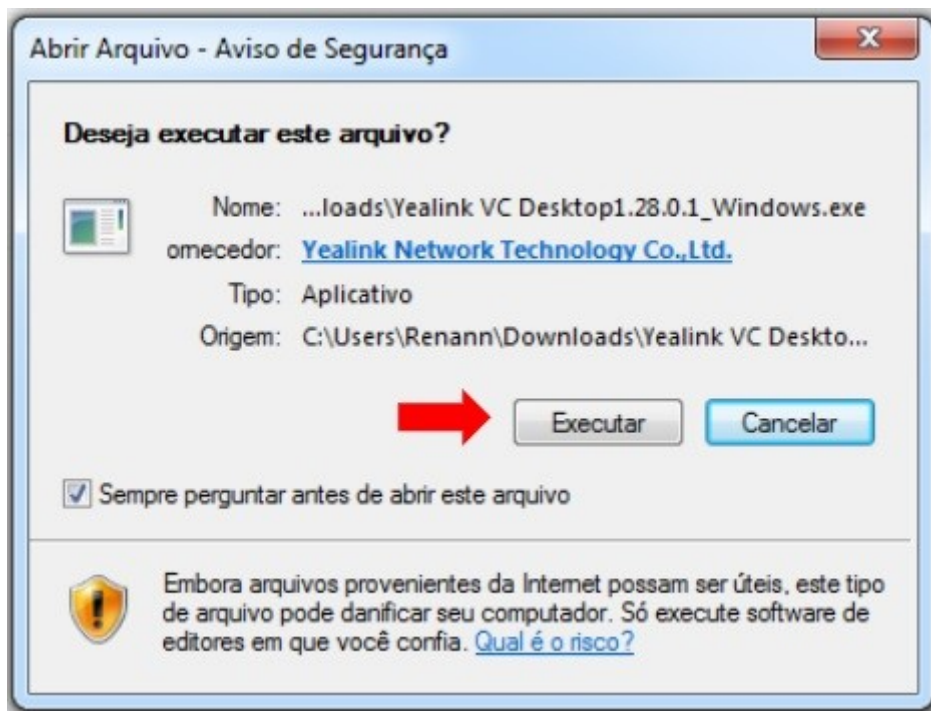 Abrir Arquivo - Aviso de Segurança
Deseja executar este arquivo?
Nome: ...loads\Yealink VC Desktop1.28.0.1_Windows.exe
ornecedor: Yealink Network Technology Co.,Ltd.
Tipo: Aplicativo
Origem: C:\Users\Renann\Downloads\Yealink VC Deskto...
Executar Cancelar
Sempre perguntar antes de abrir este arquivo
Embora arquivos provenientes da Internet possam ser úteis, este tipo
de arquivo pode danificar seu computador. Só execute software de
editores em que você confia. Qual é o risco?